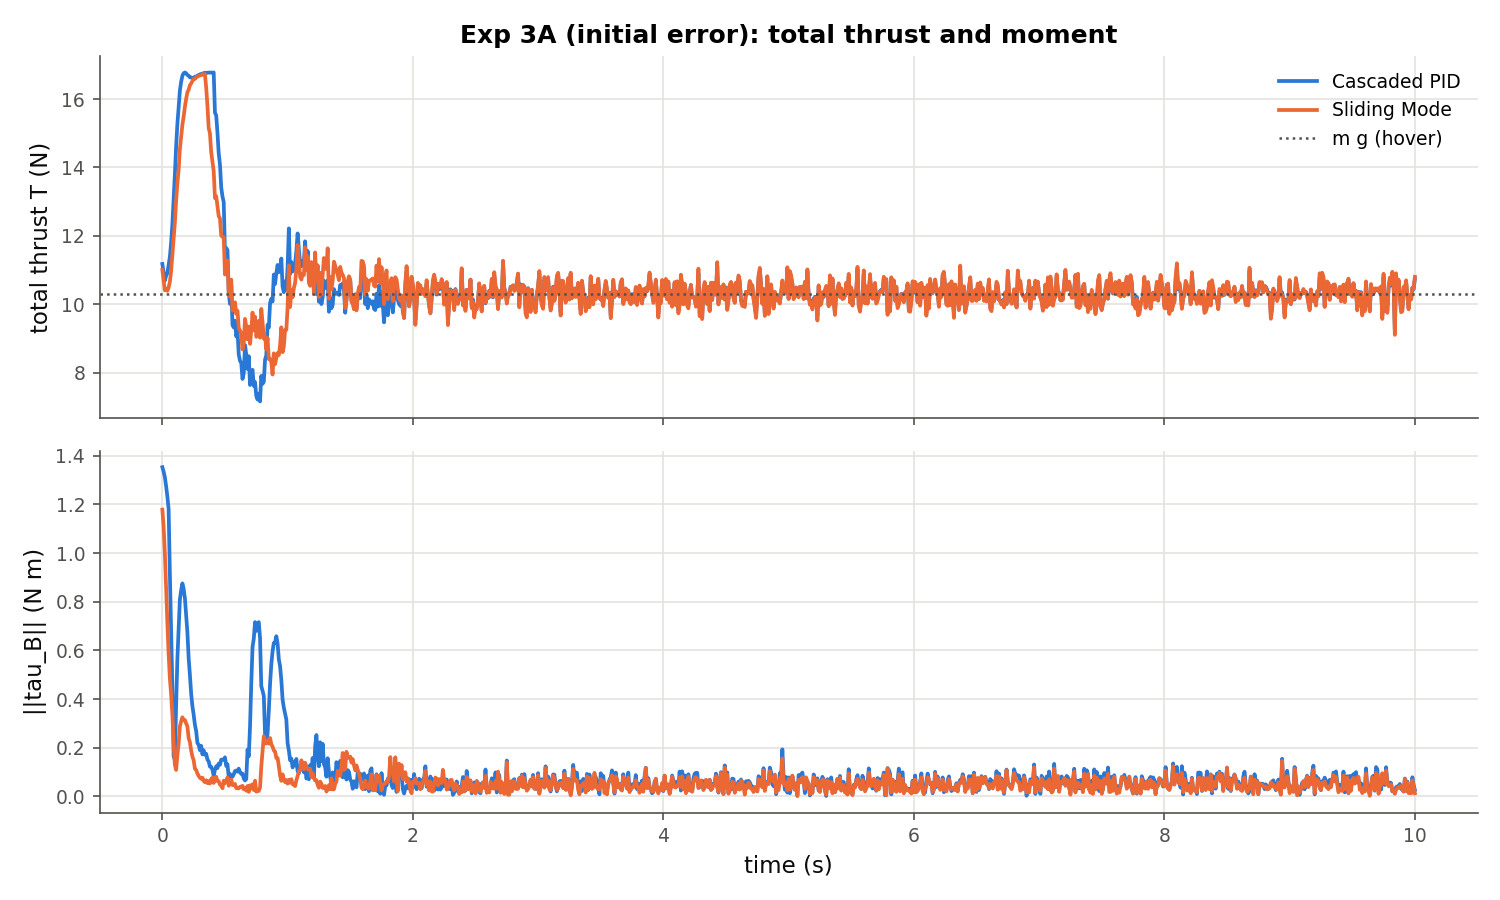 Exp 3A (initial error): total thrust and moment
total thrust T (N)
16
14
12
10
8
Cascaded PID
Sliding Mode
m g (hover)
||tau_B|| (N m)
1.4
1.2
1.0
0.8
0.6
0.4
0.2
0.0
0 2 4 6 8 10
time (s)